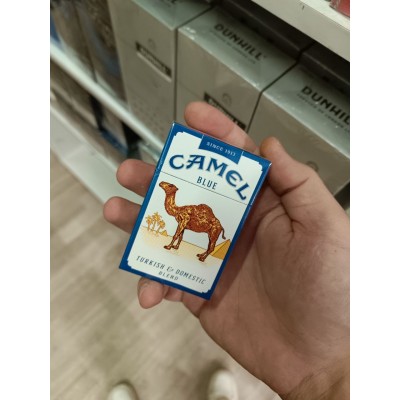 DUNHILL
DUNHILL
SINCE 1913
CAMEL
BLUE
TURKISH & DOMESTIC
BLEND